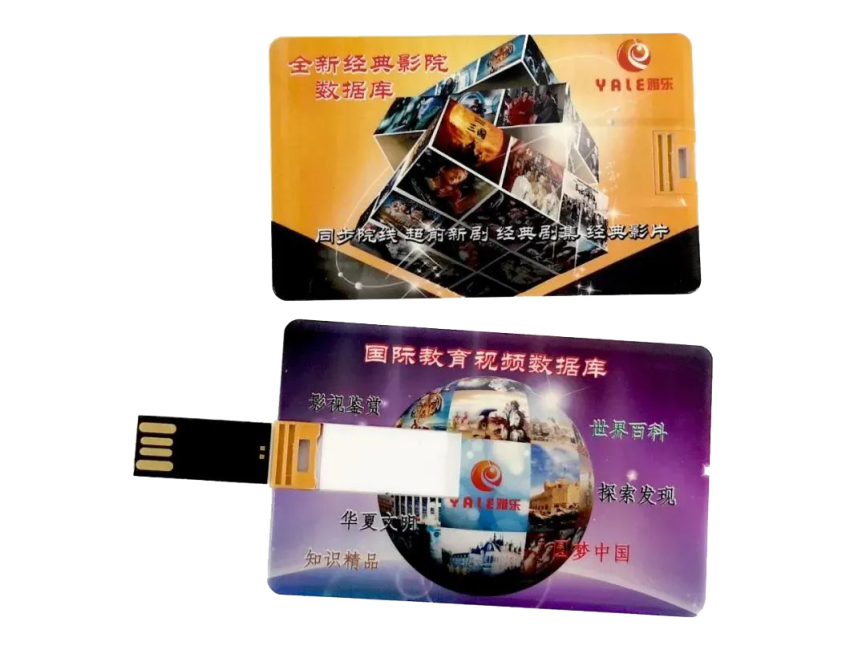 全新经典影院
数据库
YALE雅乐
三国
同步院线 超前新剧 经典剧集 经典影片
国际教育视频数据库
影视鉴赏
世界百科
YALE雅乐
探索发现
华夏文明
圆梦中国
知识精品